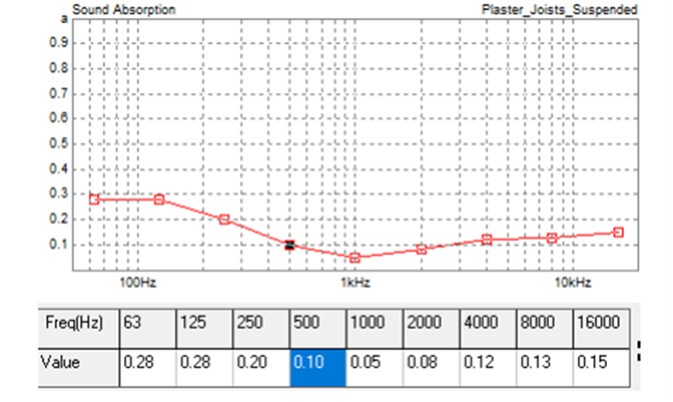 Sound Absorption Plaster_Joists_Suspended
a
0.9
0.8
0.7
0.6
0.5
0.4
0.3
0.2
0.1
100Hz 1kHz 10kHz
Freq(Hz) 63 125 250 500 1000 2000 4000 8000 16000
Value 0.28 0.28 0.20 0.10 0.05 0.08 0.12 0.13 0.15